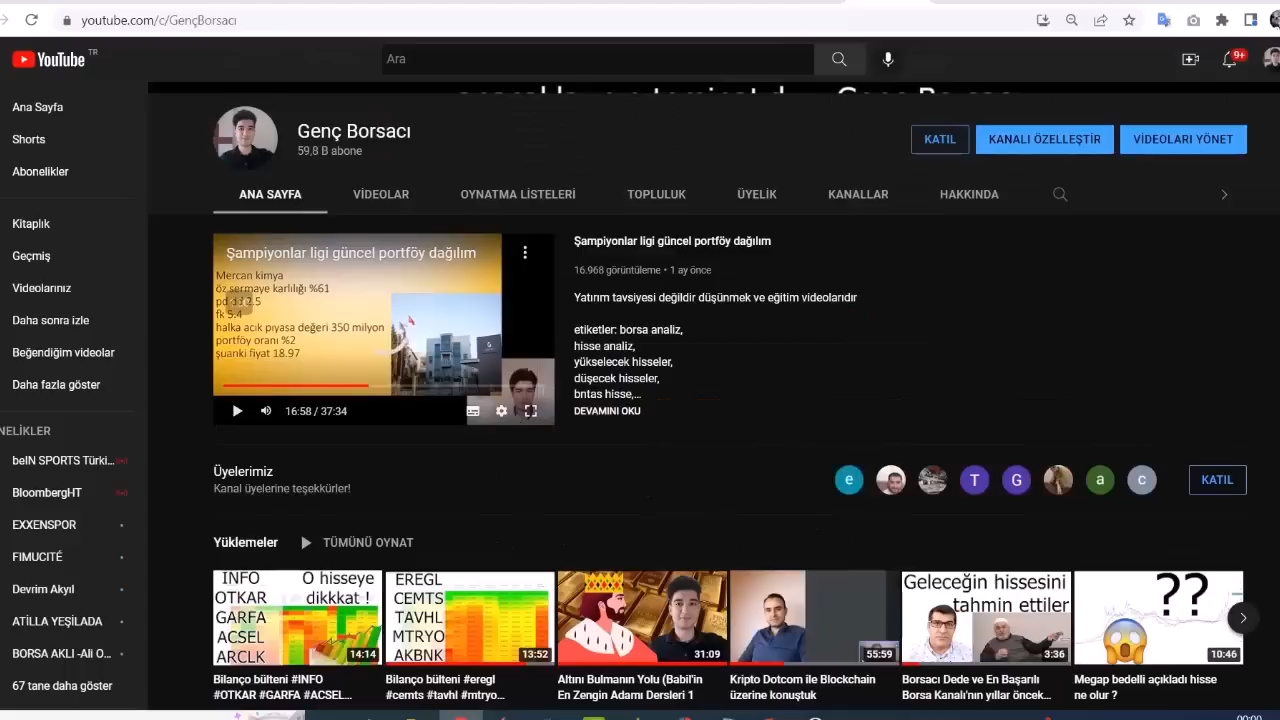 youtube.com/c/GençBorsacı
YouTube TR
Ara
9+
Ana Sayfa
Shorts
Abonelikler
Kitaplık
Geçmiş
Videolarınız
Daha sonra izle
Beğendiğim videolar
Daha fazla göster
NELİKLER
beIN SPORTS Türki...
BloombergHT
EXXENSPOR
FIMUCITÉ
Devrim Akyıl
ATİLLA YEŞİLADA
BORSA AKLI -Ali O...
67 tane daha göster
Genç Borsacı
59,8 B abone
KATIL
KANALI ÖZELLEŞTİR
VİDEOLARI YÖNET
ANA SAYFA
VİDEOLAR
OYNATMA LİSTELERİ
TOPLULUK
ÜYELİK
KANALLAR
HAKKINDA
Şampiyonlar ligi güncel portföy dağılım
Mercan kimya
öz sermaye karlılığı %61
fk 5.4
halka acık pıyasa değeri 350 milyon
portföy oranı %2
şuanki fiyat 18.97
16:58 / 37:34
Şampiyonlar ligi güncel portföy dağılım
16.968 görüntüleme • 1 ay önce
Yatırım tavsiyesi değildir düşünmek ve eğitim videolarıdır
etiketler: borsa analiz,
hisse analiz,
yükselecek hisseler,
düşecek hisseler,
bntas hisse,...
DEVAMINI OKU
Üyelerimiz
Kanal üyelerine teşekkürler!
e
T
G
a
c
KATIL
Yüklemeler
TÜMÜNÜ OYNAT
INFO
OTKAR
GARFA
ACSEL
ARCLK
O hisseye
dikkkat !
14:14
EREGL
CEMTS
TAVHL
MTRYO
AKBNK
13:52
31:09
55:59
Geleceğin hissesini
tahmin ettiler
3:36
??
10:46
Bilanço bülteni #INFO
#OTKAR #GARFA #ACSEL...
Bilanço bülteni #eregl
#cemts #tavhl #mtryo...
Altını Bulmanın Yolu (Babil'in
En Zengin Adamı Dersleri 1
Kripto Dotcom ile Blockchain
üzerine konuştuk
Borsacı Dede ve En Başarılı
Borsa Kanalı'nın yıllar öncek...
Megap bedelli açıkladı hisse
ne olur ?